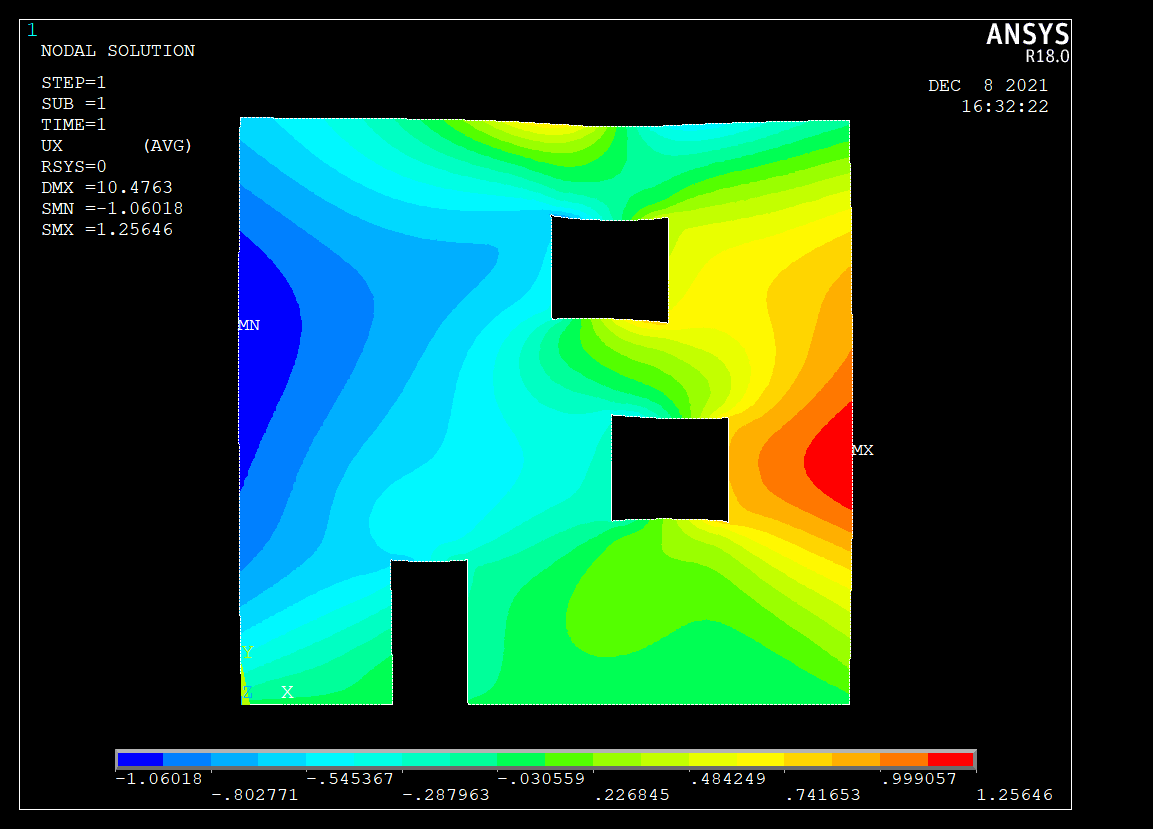 1
ANSYS
R18.0
NODAL SOLUTION
STEP=1
SUB =1
TIME=1
UX       (AVG)
RSYS=0
DMX =10.4763
SMN =-1.06018
SMX =1.25646
DEC  8 2021
16:32:22
MN
MX
Y
Z
X
-1.06018
-.802771
-.545367
-.287963
-.030559
.226845
.484249
.741653
.999057
1.25646